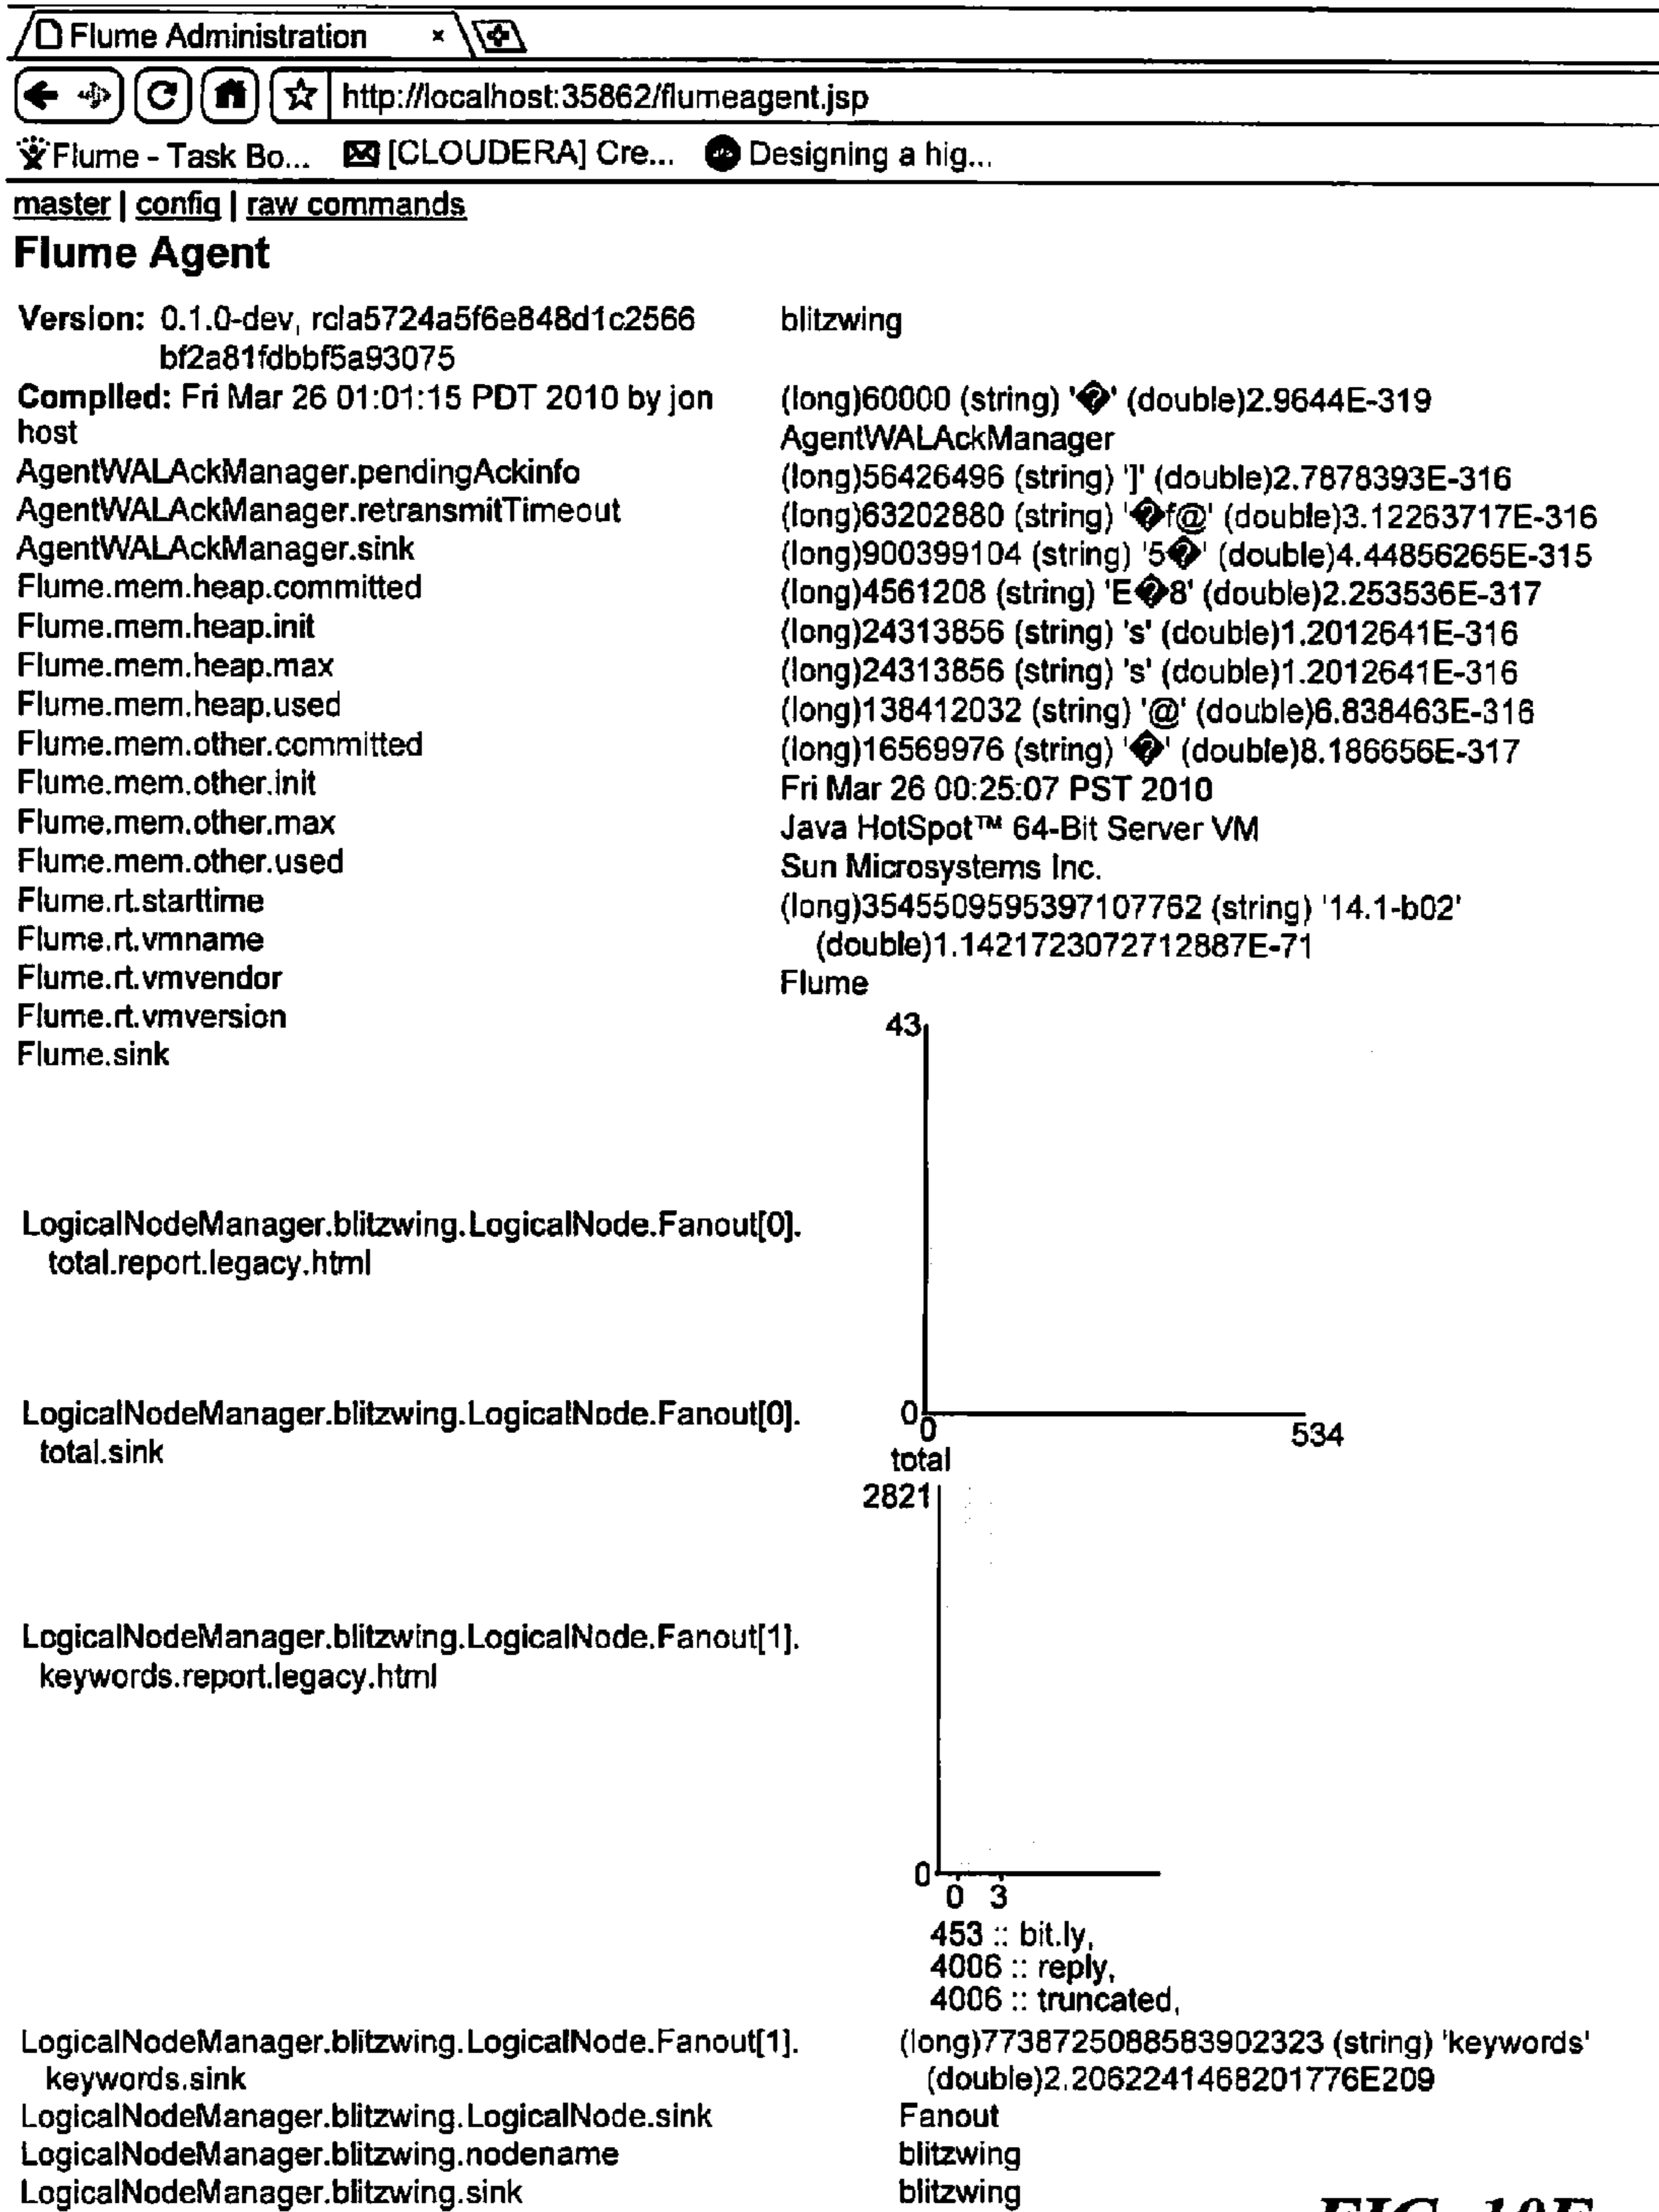 Flume Administration ×
http://localhost:35862/flumeagent.jsp
Flume - Task Bo... [CLOUDERA] Cre... Designing a hig...
master | config | raw commands
Flume Agent
Version: 0.1.0-dev, rcla5724a5f6e848d1c2566 blitzwing
bf2a81fdbbf5a93075
Complled: Fri Mar 26 01:01:15 PDT 2010 by jon (long)60000 (string) '�' (double)2.9644E-319
host AgentWALAckManager
AgentWALAckManager.pendingAckinfo (long)56426496 (string) ']' (double)2.7878393E-316
AgentWALAckManager.retransmitTimeout (long)63202880 (string) '�f@' (double)3.12263717E-316
AgentWALAckManager.sink (long)900399104 (string) '5�' (double)4.44856265E-315
Flume.mem.heap.committed (long)4561208 (string) 'E�8' (double)2.253536E-317
Flume.mem.heap.init (long)24313856 (string) 's' (double)1.2012641E-316
Flume.mem.heap.max (long)24313856 (string) 's' (double)1.2012641E-316
Flume.mem.heap.used (long)138412032 (string) '@' (double)6.838463E-316
Flume.mem.other.committed (long)16569976 (string) '�' (double)8.186656E-317
Flume.mem.other.init Fri Mar 26 00:25:07 PST 2010
Flume.mem.other.max Java HotSpot™ 64-Bit Server VM
Flume.mem.other.used Sun Microsystems Inc.
Flume.rt.starttime (long)3545509595397107762 (string) '14.1-b02'
Flume.rt.vmname (double)1.1421723072712887E-71
Flume.rt.vmvendor Flume
Flume.rt.vmversion 43
Flume.sink
LogicalNodeManager.blitzwing.LogicalNode.Fanout[0].
total.report.legacy.html
LogicalNodeManager.blitzwing.LogicalNode.Fanout[0]. 0
0 534
total.sink total
2821
LogicalNodeManager.blitzwing.LogicalNode.Fanout[1].
keywords.report.legacy.html
0
0 3
453 :: bit.ly,
4006 :: reply,
4006 :: truncated,
LogicalNodeManager.blitzwing.LogicalNode.Fanout[1]. (long)7738725088583902323 (string) 'keywords'
keywords.sink (double)2.2062241468201776E209
LogicalNodeManager.blitzwing.LogicalNode.sink Fanout
LogicalNodeManager.blitzwing.nodename blitzwing
LogicalNodeManager.blitzwing.sink blitzwing